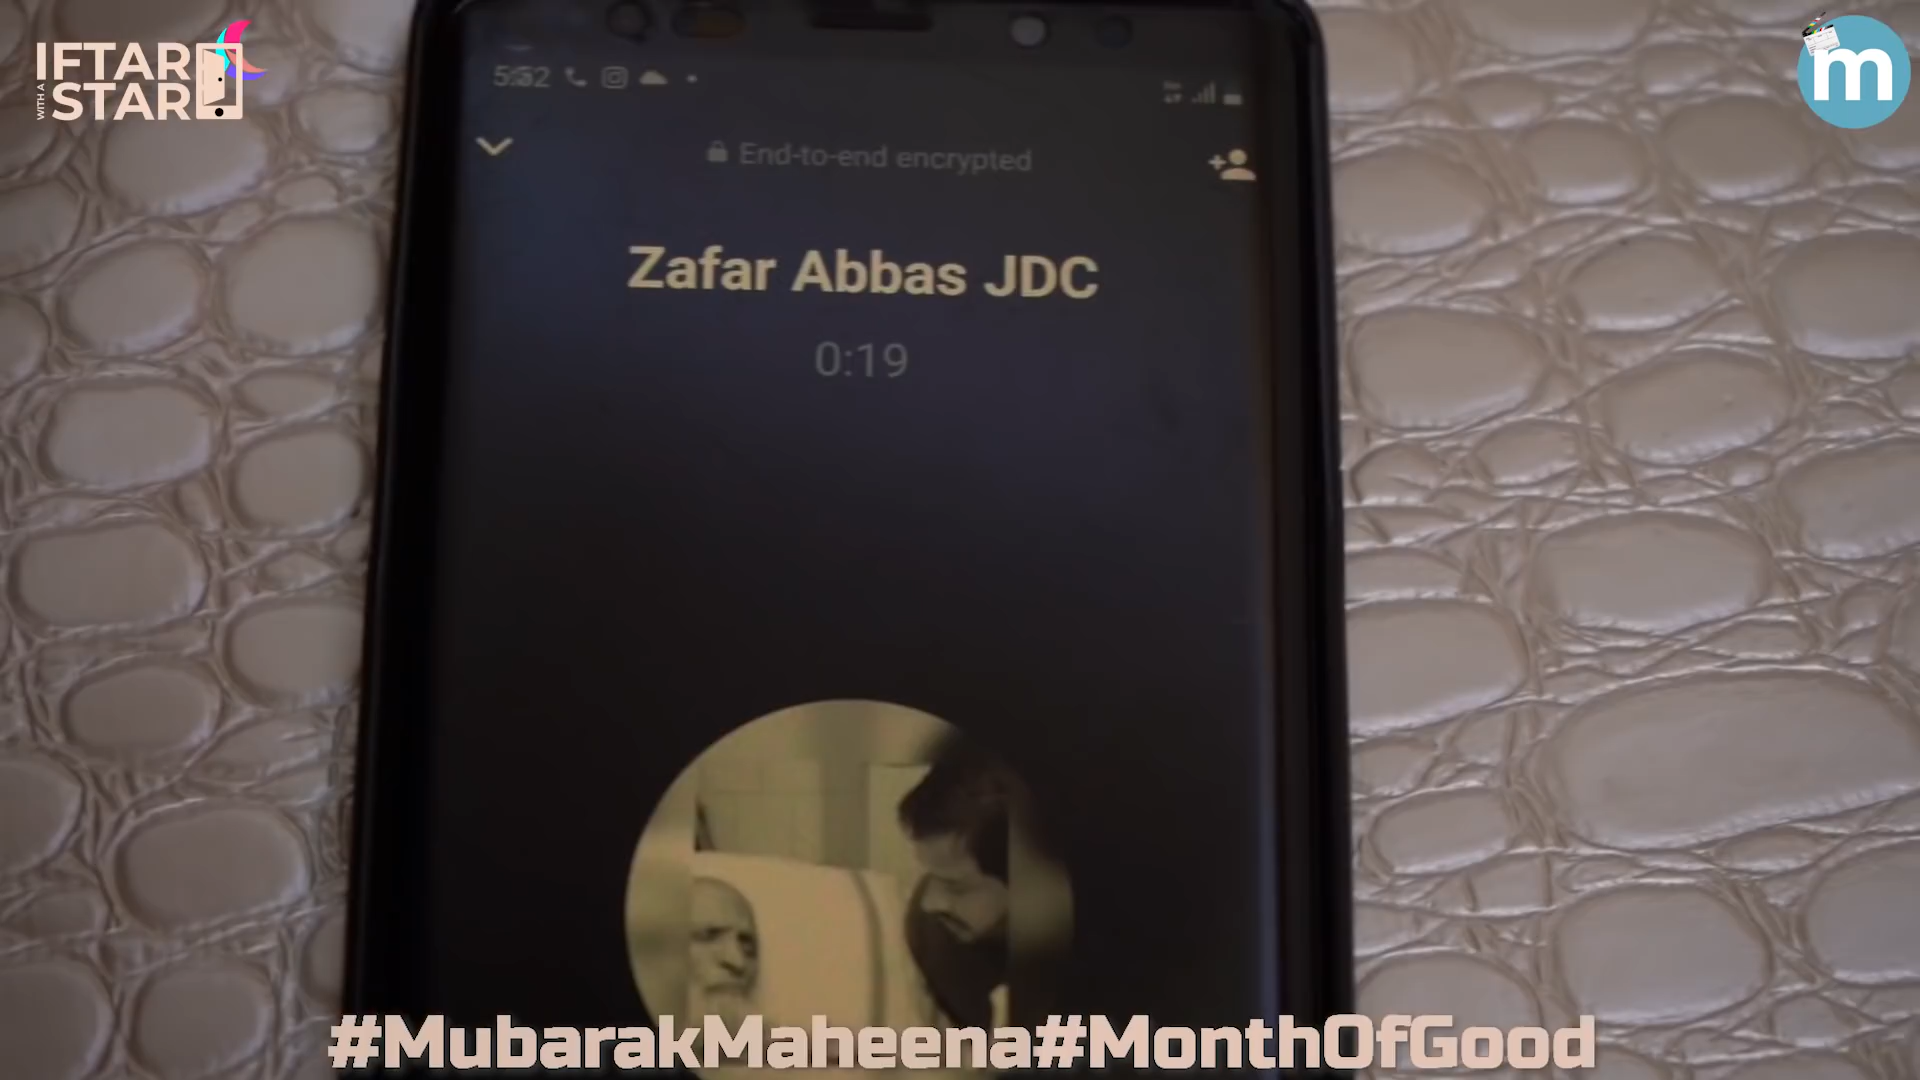 IFTAR
WITH A
STAR
m
5:52
End-to-end encrypted
Zafar Abbas JDC
0:19
#MubarakMaheena#MonthOfGood